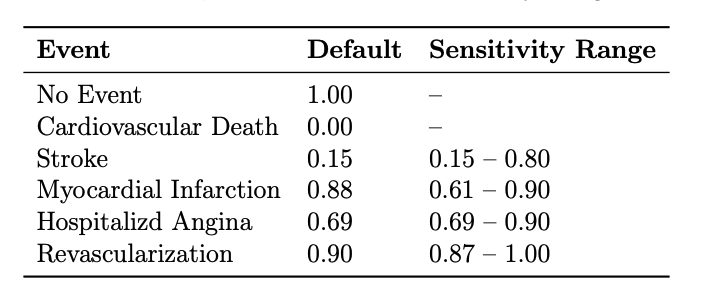 Event Default Sensitivity Range
No Event 1.00 –
Cardiovascular Death 0.00 –
Stroke 0.15 0.15 – 0.80
Myocardial Infarction 0.88 0.61 – 0.90
Hospitalizd Angina 0.69 0.69 – 0.90
Revascularization 0.90 0.87 – 1.00